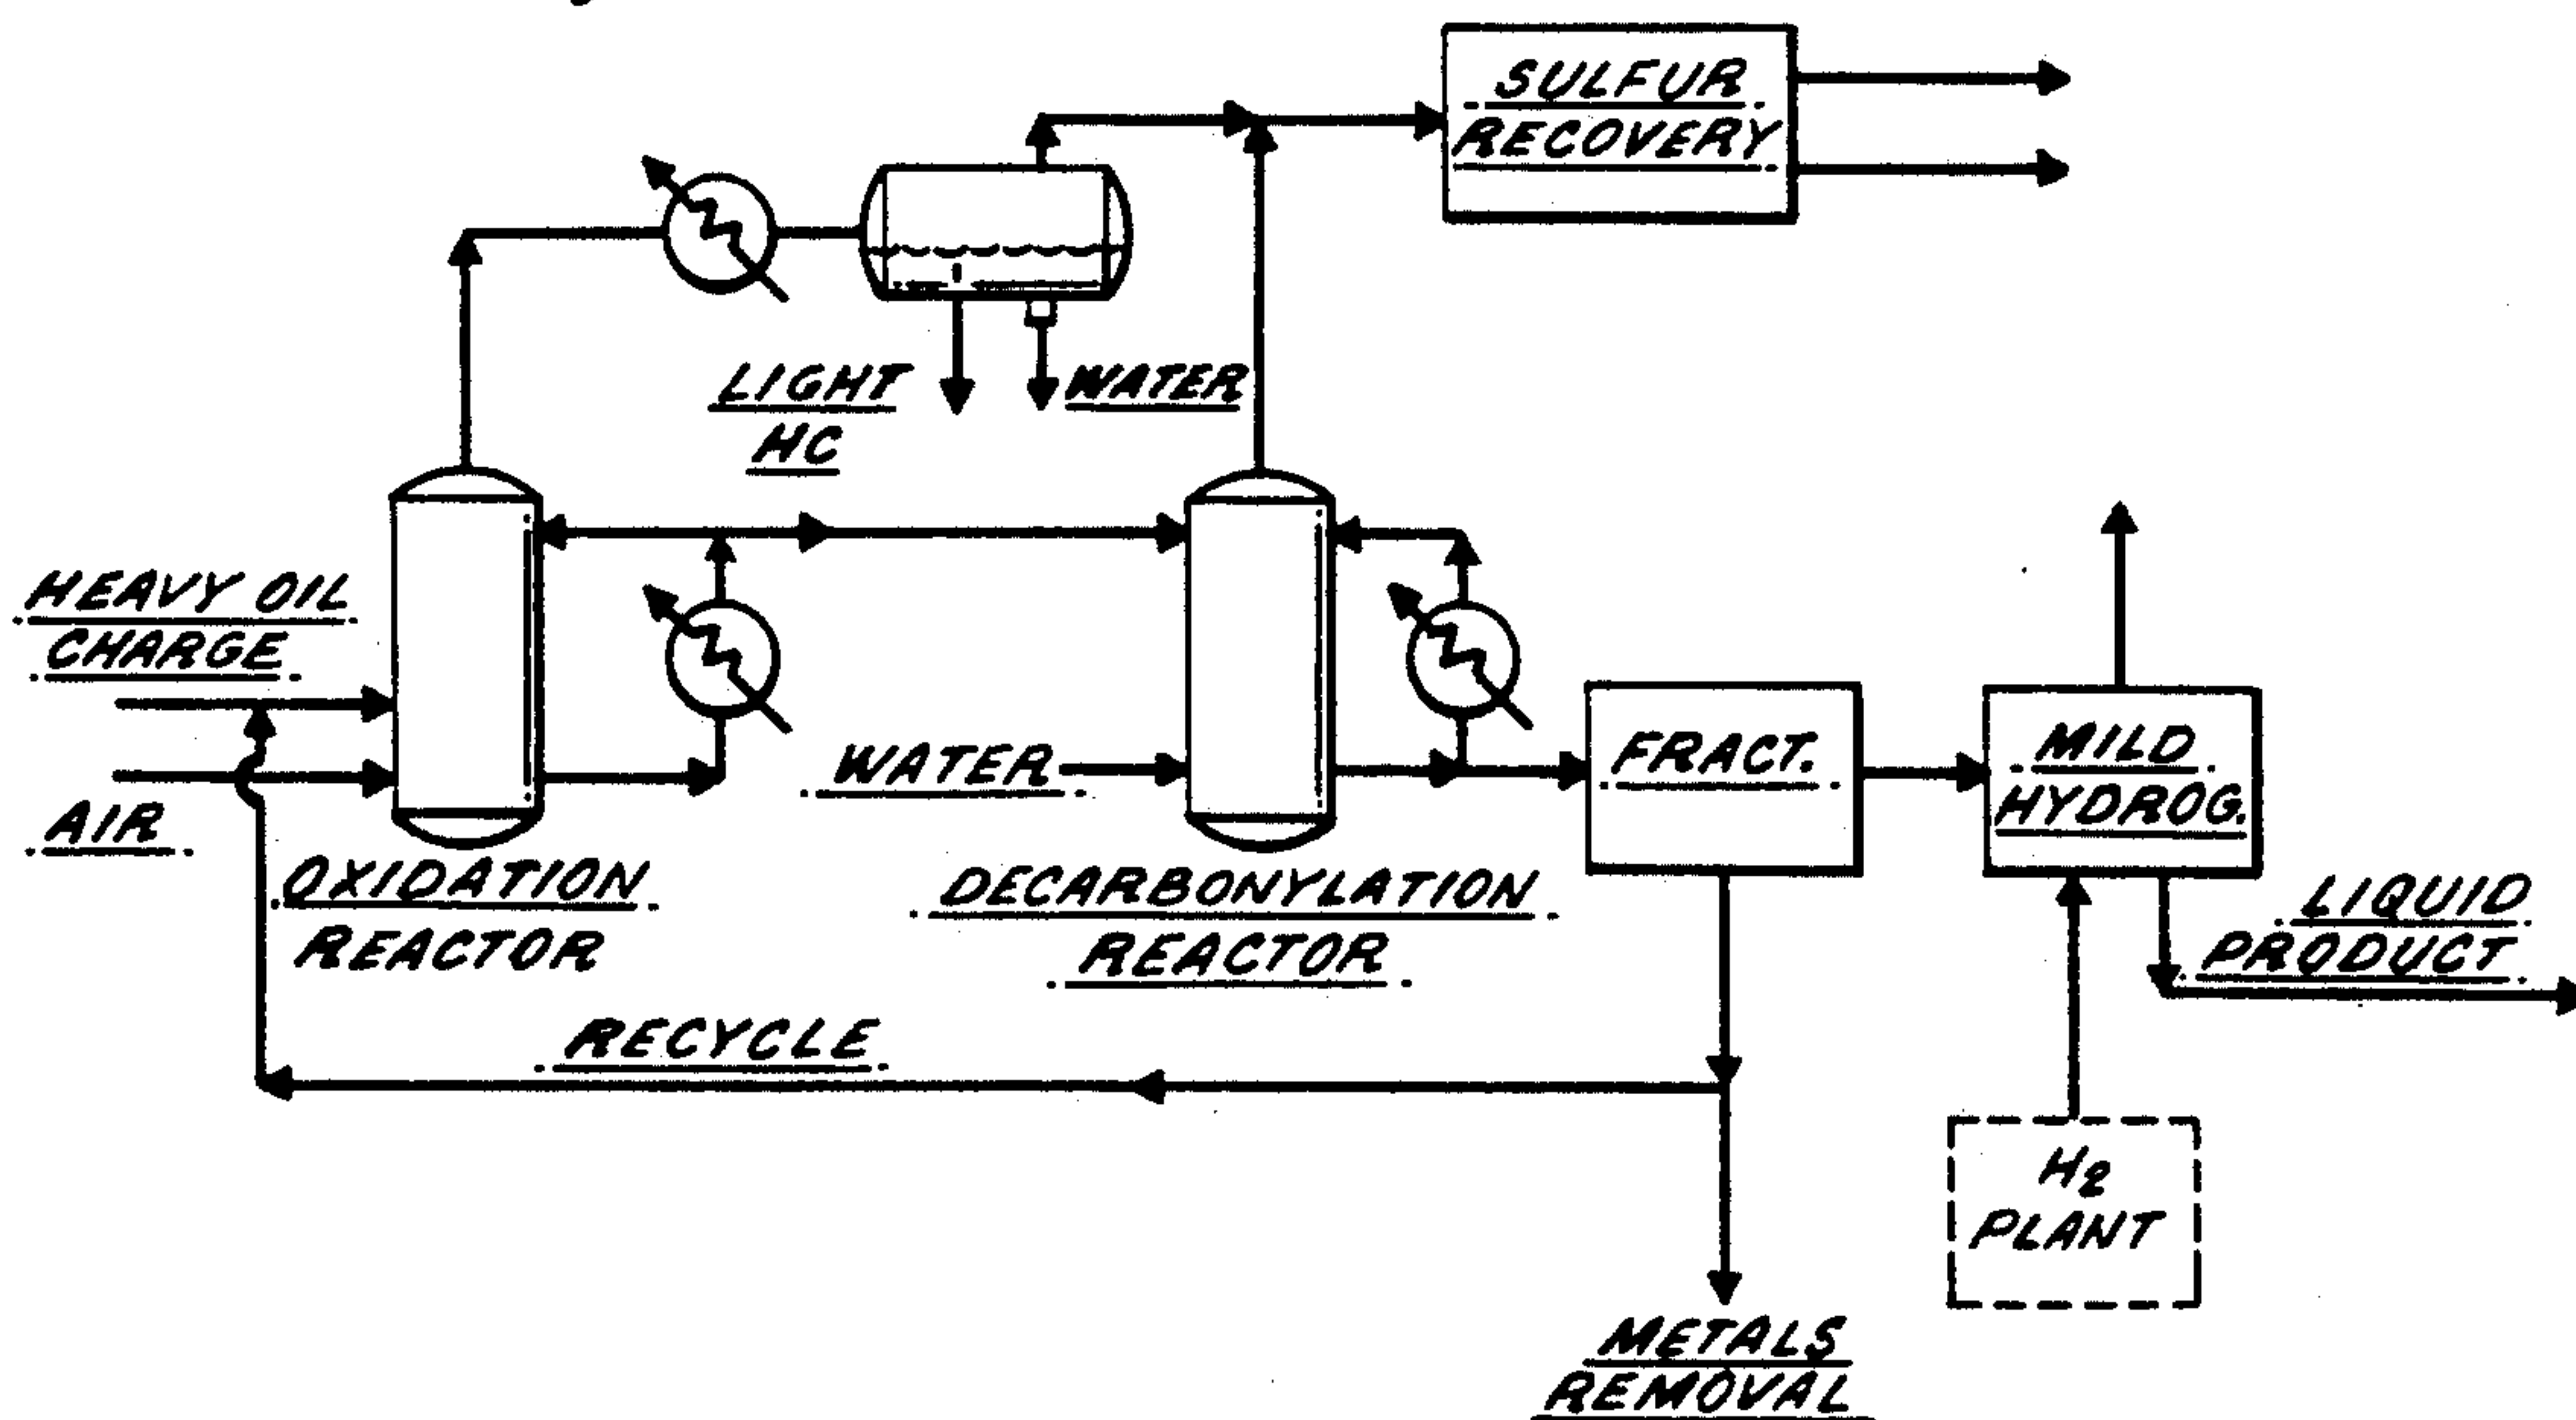 SULFUR
RECOVERY
LIGHT
HC
WATER
HEAVY OIL
CHARGE
AIR
OXIDATION
REACTOR
WATER
DECARBONYLATION
REACTOR
FRACT.
MILD
HYDROG.
LIQUID
PRODUCT
RECYCLE
H2
PLANT
METALS
REMOVAL